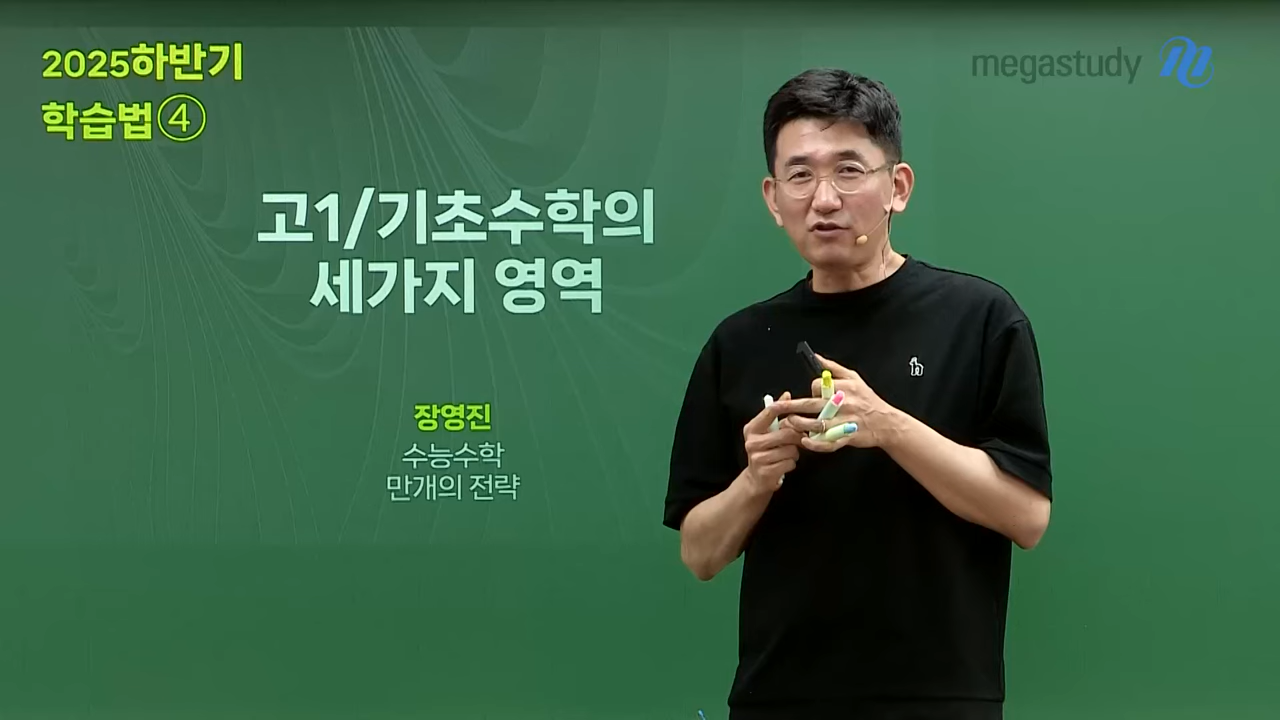 2025하반기
학습법④
megastudy
고1/기초수학의
세가지 영역
장영진
수능수학
만개의 전략